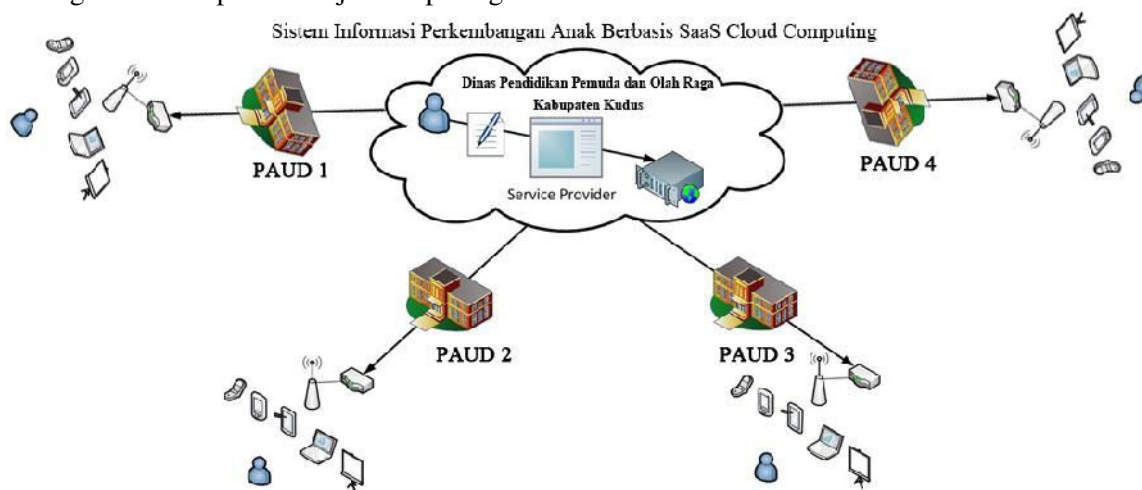 Sistem Informasi Perkembangan Anak Berbasis SaaS Cloud Computing
Dinas Pendidikan Pemuda dan Olah Raga
Kabupaten Kudus
Service Provider
PAUD 1
PAUD 4
PAUD 2
PAUD 3